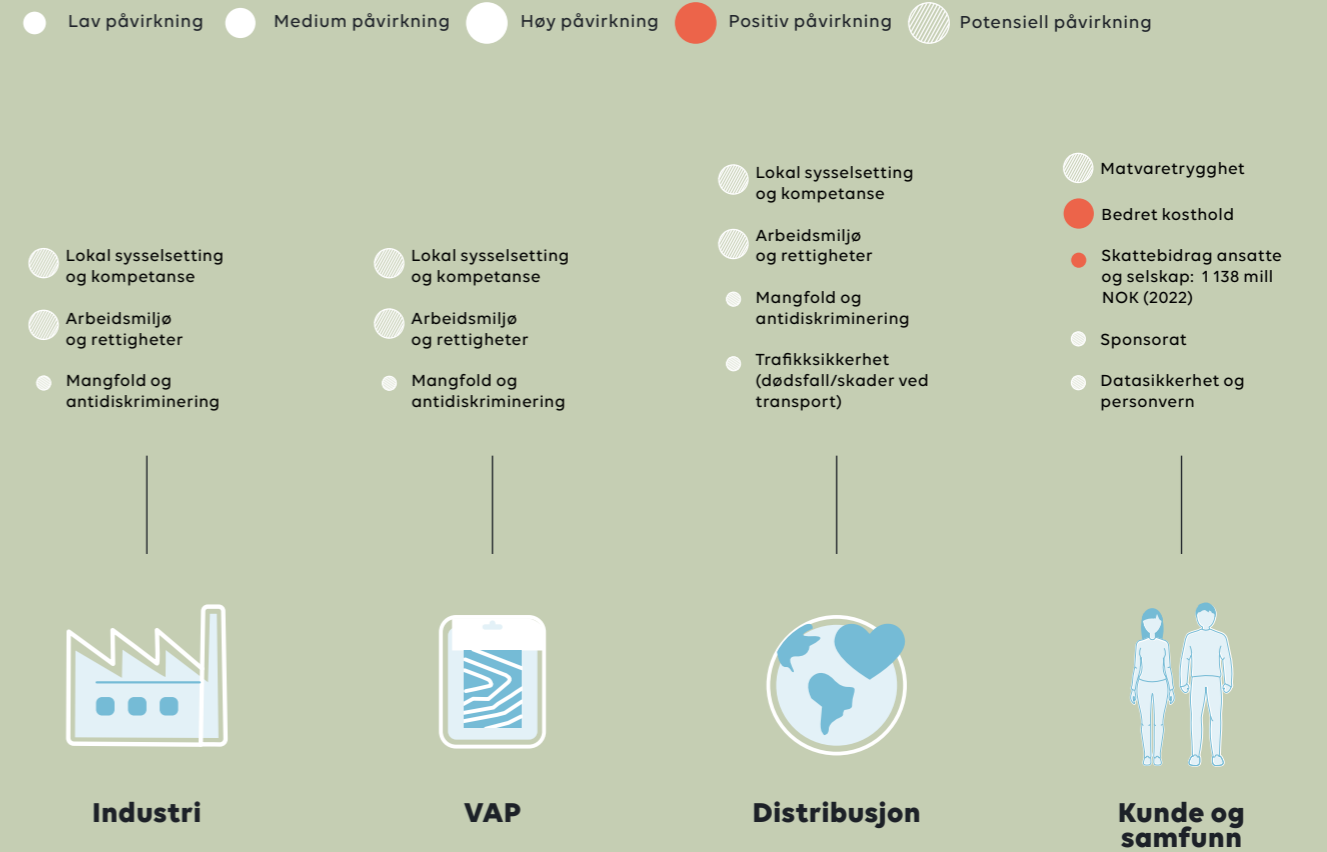 Lav påvirkning
Medium påvirkning
Høy påvirkning
Positiv påvirkning
Potensiell påvirkning
Lokal sysselsetting
og kompetanse
Arbeidsmiljø
og rettigheter
Mangfold og
antidiskriminering
Industri
Lokal sysselsetting
og kompetanse
Arbeidsmiljø
og rettigheter
Mangfold og
antidiskriminering
VAP
Lokal sysselsetting
og kompetanse
Arbeidsmiljø
og rettigheter
Mangfold og
antidiskriminering
Trafikksikkerhet
(dødsfall/skader ved
transport)
Distribusjon
Matvaretrygghet
Bedret kosthold
Skattebidrag ansatte
og selskap: 1 138 mill
NOK (2022)
Sponsorat
Datasikkerhet og
personvern
Kunde og
samfunn